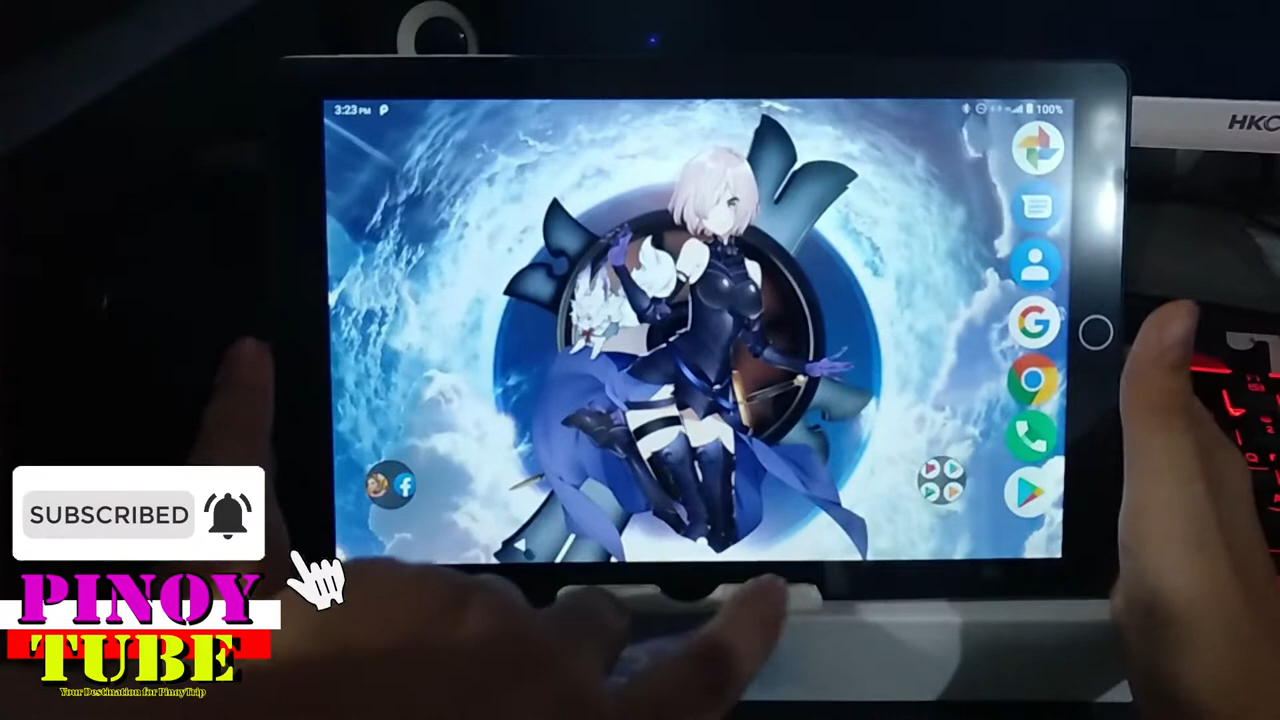 3:23 PM
100%
HKC
SUBSCRIBED
PINOY
TUBE
Your Destination for PinoyTrip